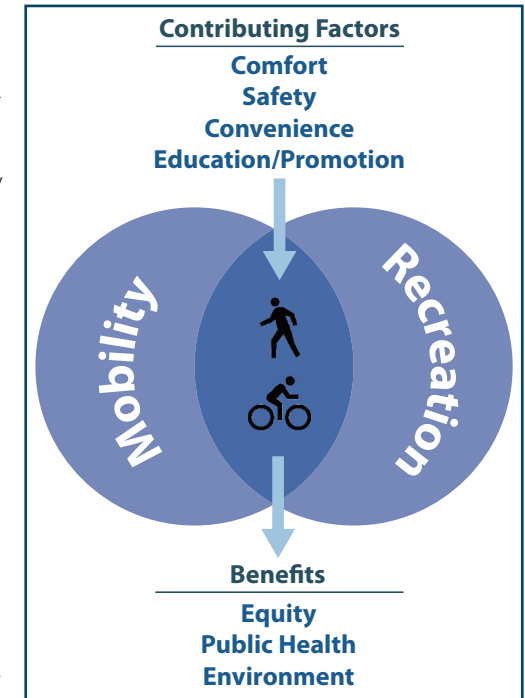 Contributing Factors
Comfort
Safety
Convenience
Education/Promotion
Mobility
Recreation
Benefits
Equity
Public Health
Environment